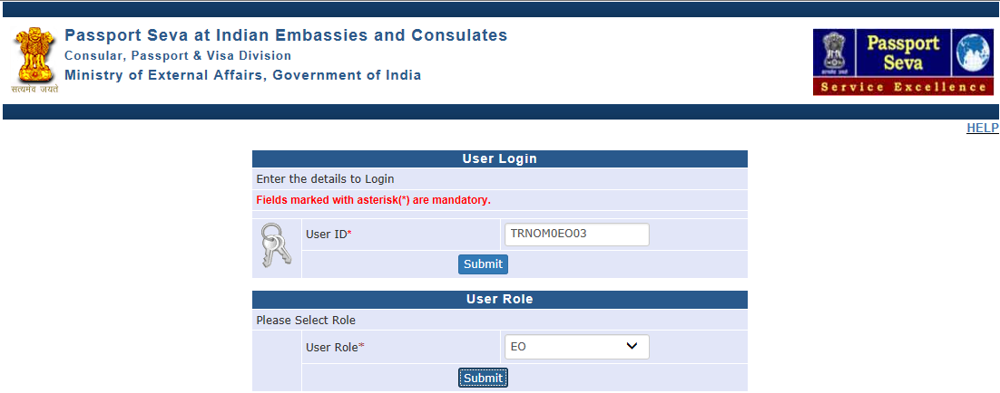 Passport Seva at Indian Embassies and Consulates
Consular, Passport & Visa Division
Ministry of External Affairs, Government of India
सत्यमेव जयते
Passport
Seva
Service Excellence
HELP
User Login
Enter the details to Login
Fields marked with asterisk(*) are mandatory.
User ID* TRNOM0EO03
Submit
User Role
Please Select Role
User Role* EO
Submit